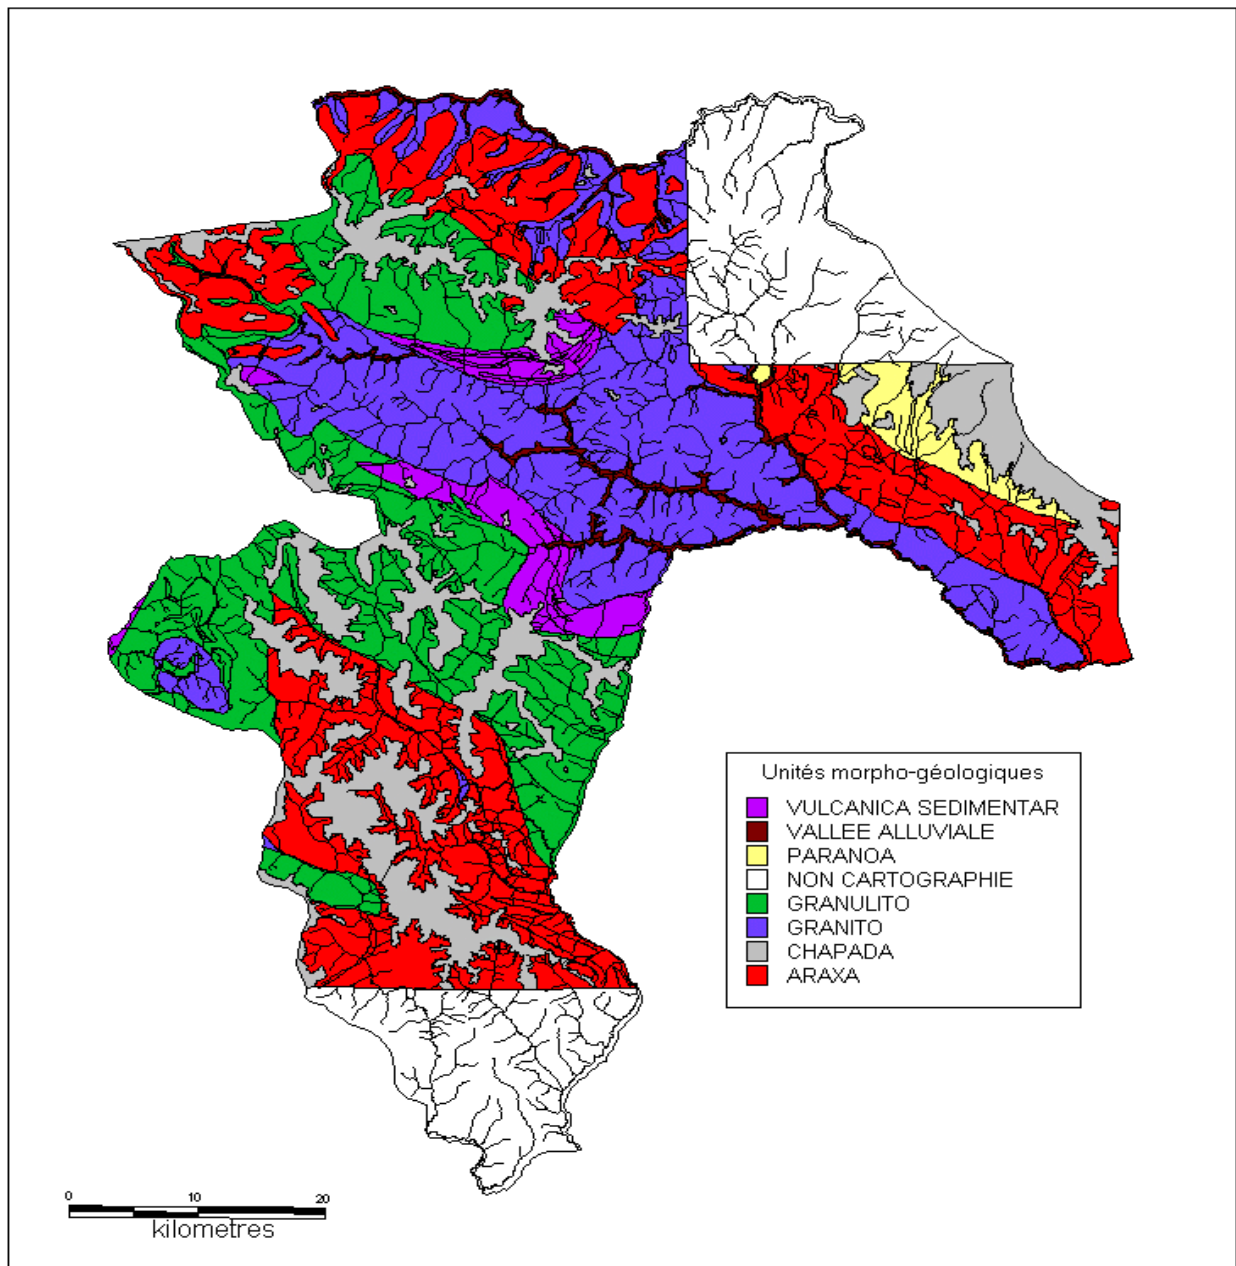 Unités morpho-géologiques
VULCANICA SEDIMENTAR
VALLEE ALLUVIALE
PARANOA
NON CARTOGRAPHIE
GRANULITO
GRANITO
CHAPADA
ARAXA
0 10 20
kilometres